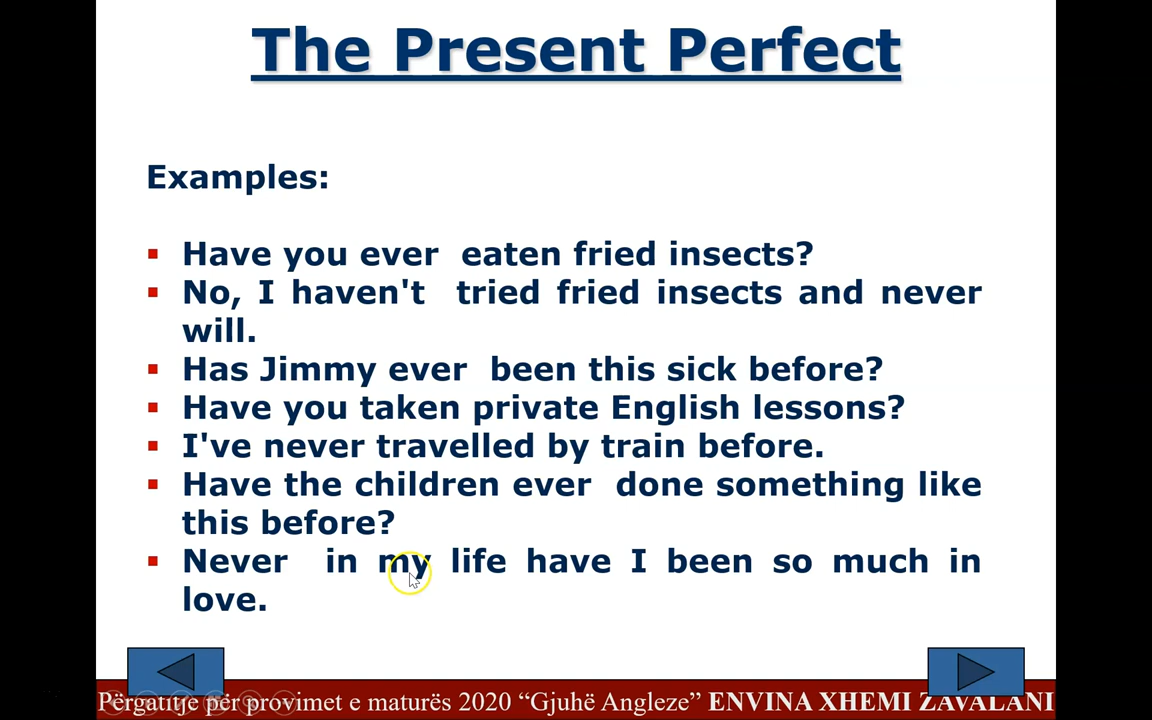 The Present Perfect
Examples:
Have you ever eaten fried insects?
No, I haven't tried fried insects and never
will.
Has Jimmy ever been this sick before?
Have you taken private English lessons?
I've never travelled by train before.
Have the children ever done something like
this before?
Never in my life have I been so much in
love.
Përgatitje për provimet e maturës 2020 “Gjuhë Angleze” ENVINA XHEMI ZAVALANI